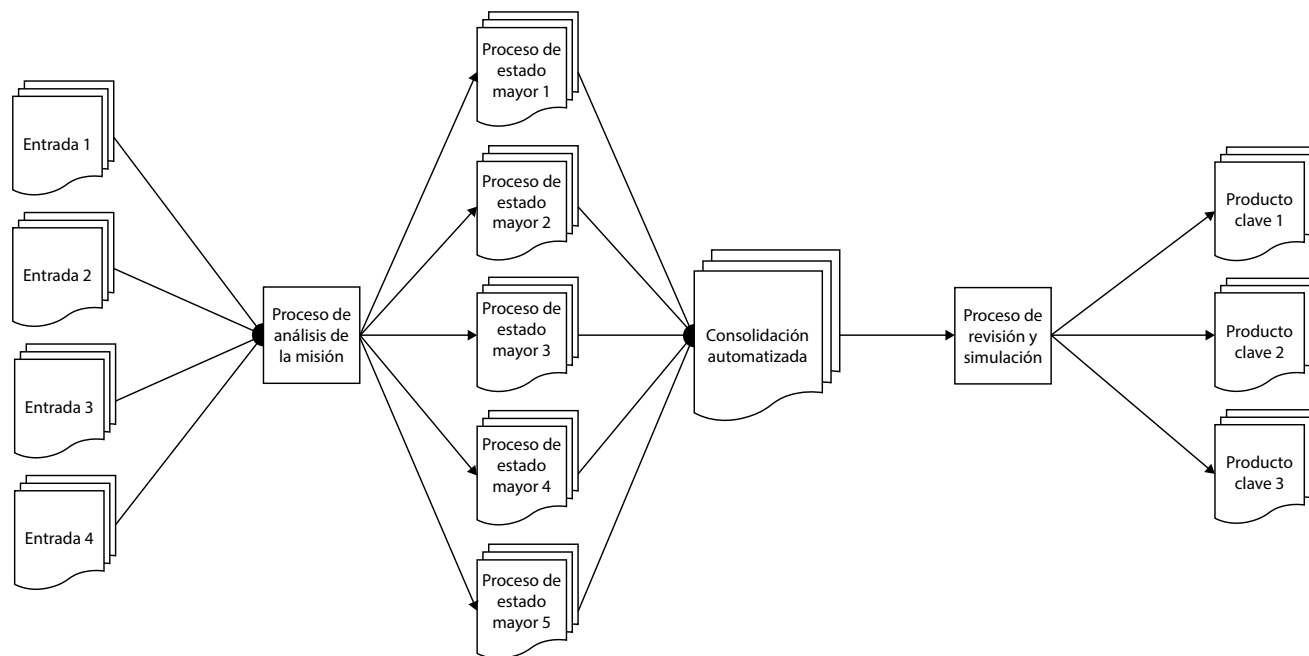 Entrada 1
Entrada 2
Entrada 3
Entrada 4
Proceso de
análisis de
la misión
Proceso de
estado
mayor 1
Proceso de
estado
mayor 2
Proceso de
estado
mayor 3
Proceso de
estado
mayor 4
Proceso de
estado
mayor 5
Consolidación
automatizada
Proceso de
revisión y
simulación
Producto
clave 1
Producto
clave 2
Producto
clave 3